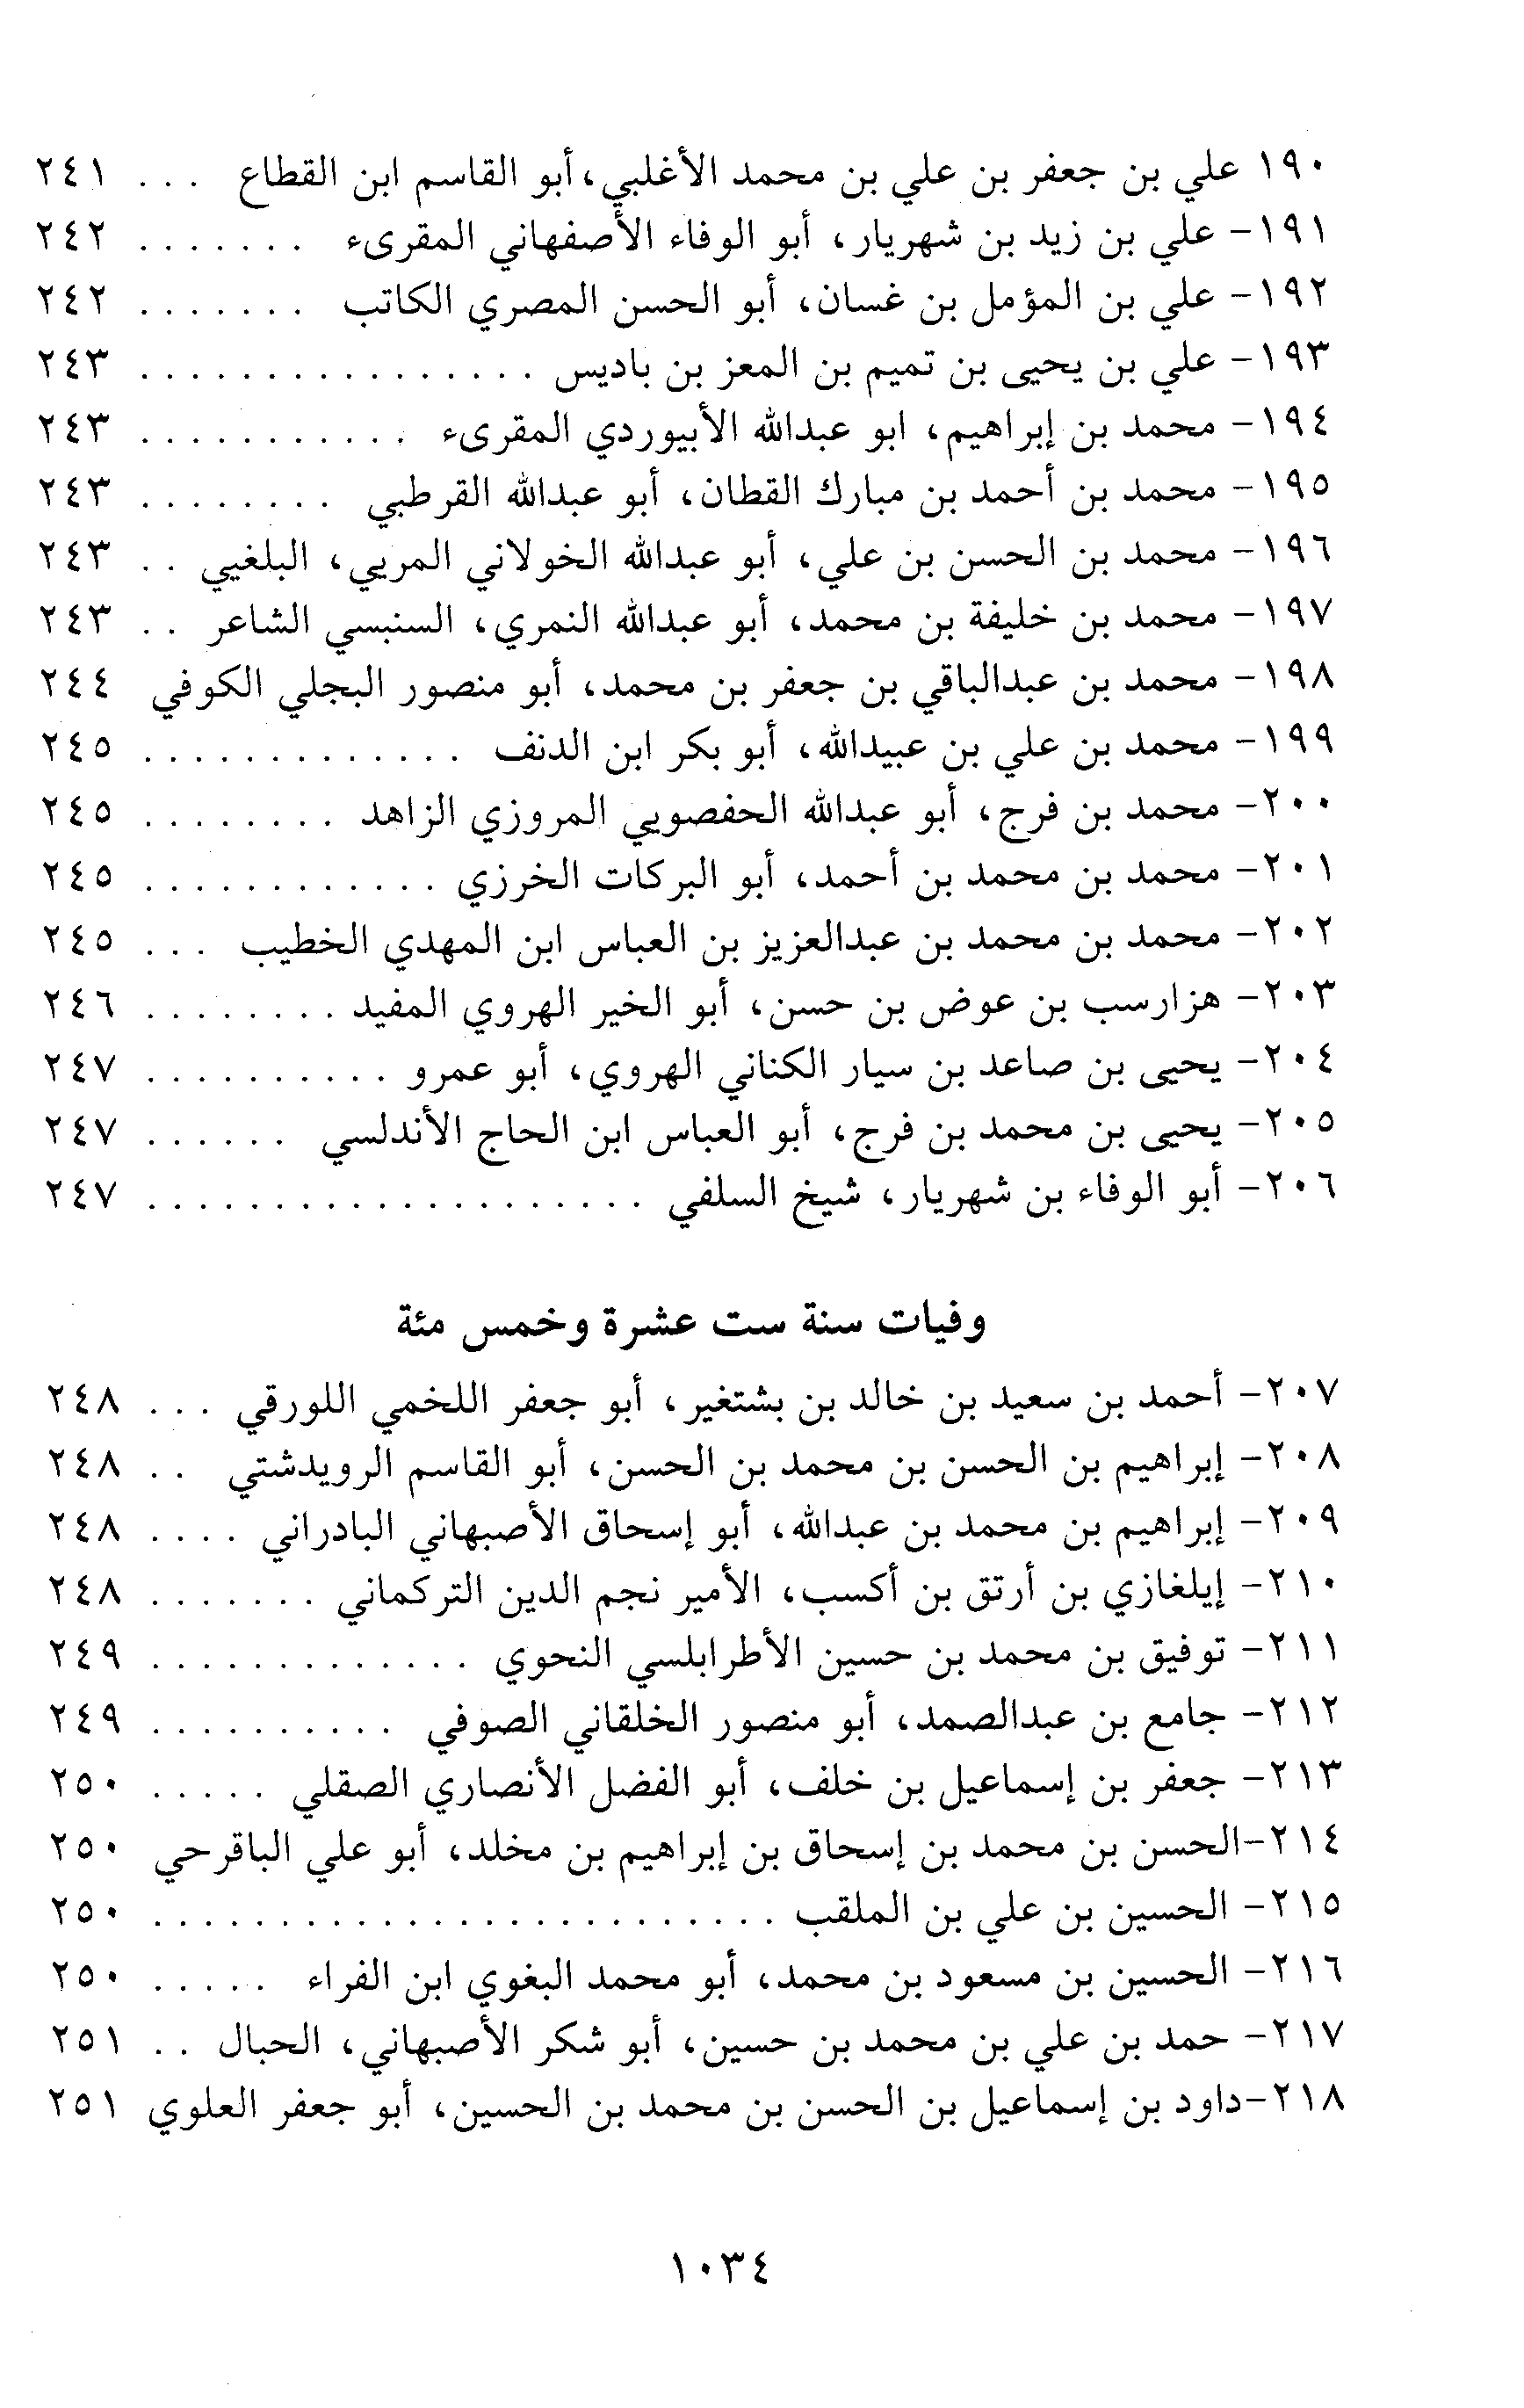 ١٩٠ علي بن جعفر بن علي بن محمد الأغلبي، أبو القاسم ابن القطاع . . . ٢٤١
١٩١- علي بن زيد بن شهريار، أبو الوفاء الأصفهاني المقرىء . . . . . . . ٢٤٢
١٩٢- علي بن المؤمل بن غسان، أبو الحسن المصري الكاتب . . . . . . . ٢٤٢
١٩٣- علي بن يحيى بن تميم بن المعز بن باديس . . . . . . . . . . . . . . . . ٢٤٣
١٩٤- محمد بن إبراهيم، ابو عبدالله الأبيوردي المقرىء . . . . . . . . . . . ٢٤٣
١٩٥- محمد بن أحمد بن مبارك القطان، أبو عبدالله القرطبي . . . . . . . . ٢٤٣
١٩٦- محمد بن الحسن بن علي، أبو عبدالله الخولاني المريي، البلغيي . . ٢٤٣
١٩٧- محمد بن خليفة بن محمد، أبو عبدالله النمري، السنبسي الشاعر . . ٢٤٣
١٩٨- محمد بن عبدالباقي بن جعفر بن محمد، أبو منصور البجلي الكوفي ٢٤٤
١٩٩- محمد بن علي بن عبيدالله، أبو بكر ابن الدنف . . . . . . . . . . . . . ٢٤٥
٢٠٠- محمد بن فرج، أبو عبدالله الحفصويي المروزي الزاهد . . . . . . . . ٢٤٥
٢٠١- محمد بن محمد بن أحمد، أبو البركات الخرزي . . . . . . . . . . . . ٢٤٥
٢٠٢- محمد بن محمد بن عبدالعزيز بن العباس ابن المهدي الخطيب . . . ٢٤٥
٢٠٣- هزارسب بن عوض بن حسن، أبو الخير الهروي المفيد . . . . . . . . ٢٤٦
٢٠٤- يحيى بن صاعد بن سيار الكناني الهروي، أبو عمرو . . . . . . . . . . ٢٤٧
٢٠٥- يحيى بن محمد بن فرج، أبو العباس ابن الحاج الأندلسي . . . . . . ٢٤٧
٢٠٦- أبو الوفاء بن شهريار، شيخ السلفي . . . . . . . . . . . . . . . . . . . . ٢٤٧
وفيات سنة ست عشرة وخمس مئة
٢٠٧- أحمد بن سعيد بن خالد بن بشتغير، أبو جعفر اللخمي اللورقي . . . ٢٤٨
٢٠٨- إبراهيم بن الحسن بن محمد بن الحسن، أبو القاسم الرويدشتي . . ٢٤٨
٢٠٩- إبراهيم بن محمد بن عبدالله، أبو إسحاق الأصبهاني البادراني . . . . ٢٤٨
٢١٠- إيلغازي بن أرتق بن أكسب، الأمير نجم الدين التركماني . . . . . . . ٢٤٨
٢١١- توفيق بن محمد بن حسين الأطرابلسي النحوي . . . . . . . . . . . . . ٢٤٩
٢١٢- جامع بن عبدالصمد، أبو منصور الخلقاني الصوفي . . . . . . . . . . ٢٤٩
٢١٣- جعفر بن إسماعيل بن خلف، أبو الفضل الأنصاري الصقلي . . . . . ٢٥٠
٢١٤-الحسن بن محمد بن إسحاق بن إبراهيم بن مخلد، أبو علي الباقرحي ٢٥٠
٢١٥- الحسين بن علي بن الملقب . . . . . . . . . . . . . . . . . . . . . . . . . ٢٥٠
٢١٦- الحسين بن مسعود بن محمد، أبو محمد البغوي ابن الفراء . . . . . ٢٥٠
٢١٧- حمد بن علي بن محمد بن حسين، أبو شكر الأصبهاني، الحبال . . ٢٥١
٢١٨-داود بن إسماعيل بن الحسن بن محمد بن الحسين، أبو جعفر العلوي ٢٥١
١٠٣٤